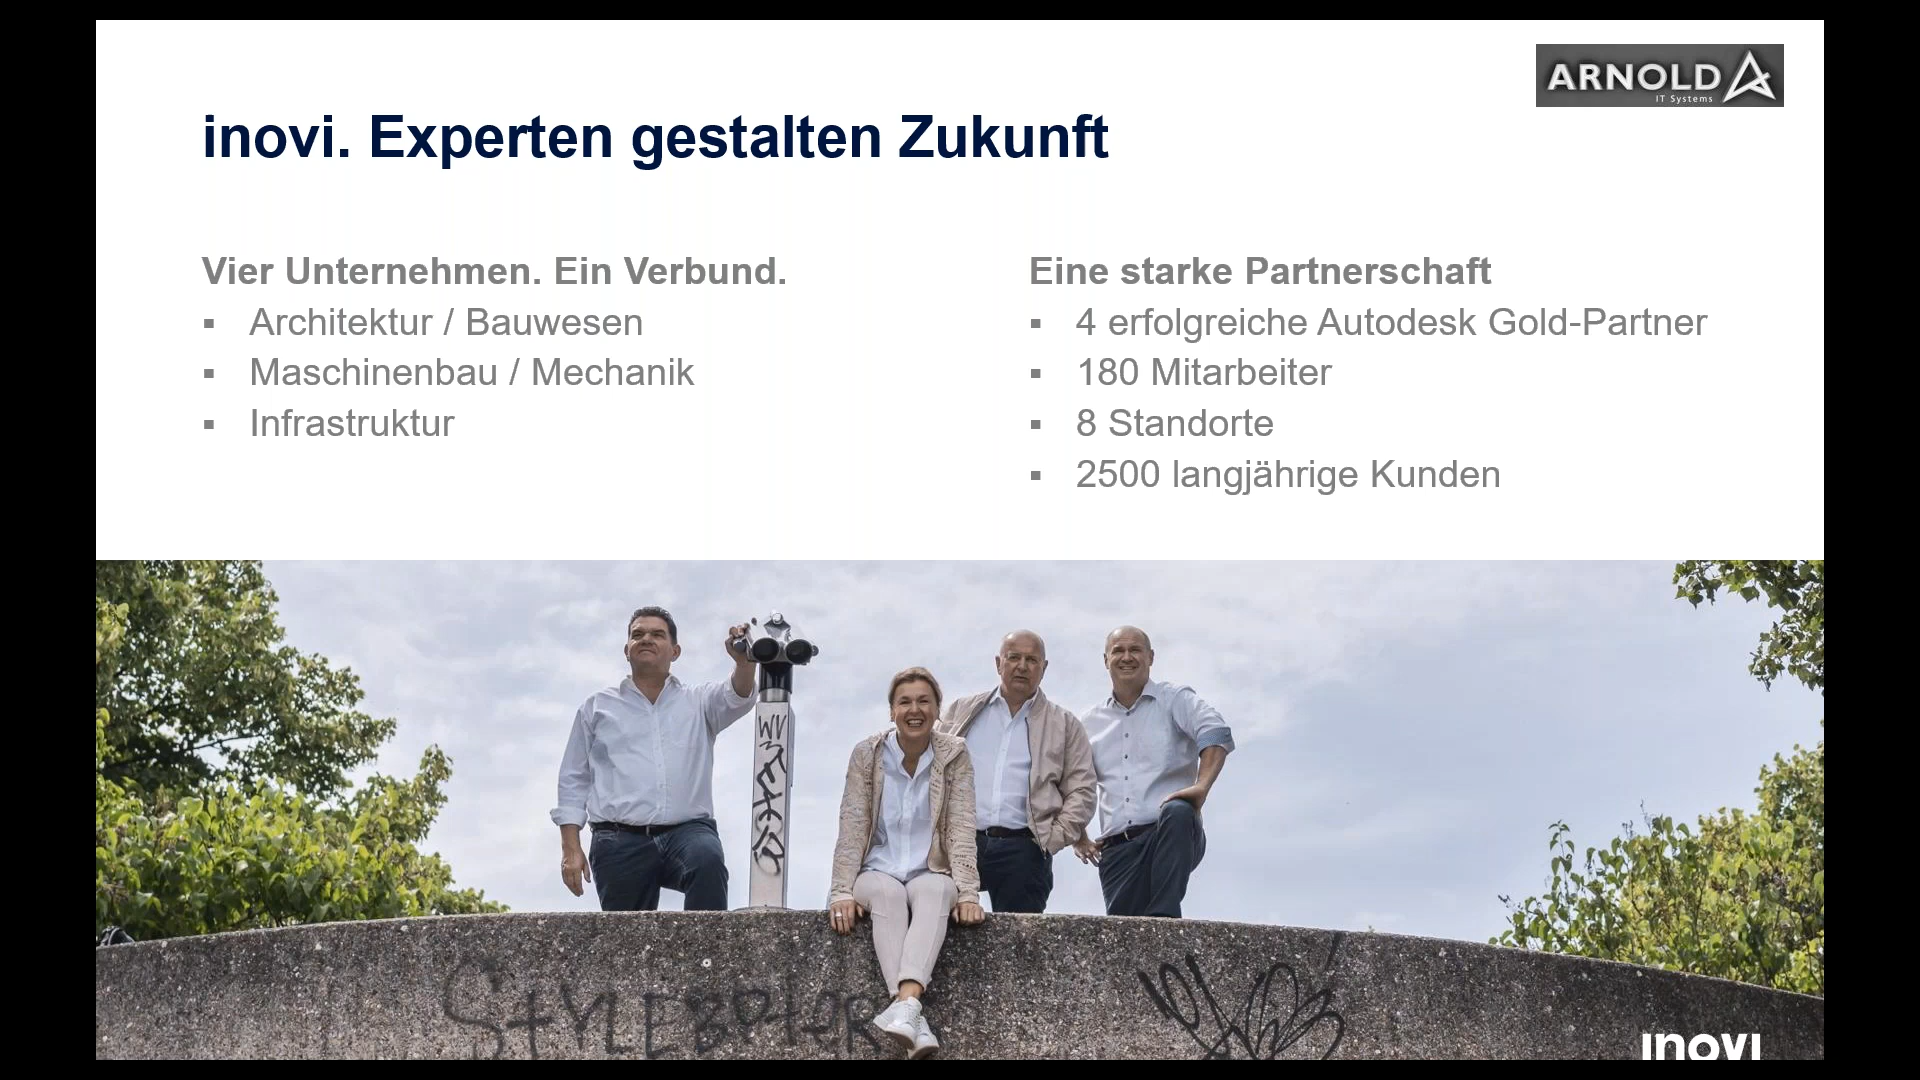 ARNOLD
IT Systems
inovi. Experten gestalten Zukunft
Vier Unternehmen. Ein Verbund.
▪ Architektur / Bauwesen
▪ Maschinenbau / Mechanik
▪ Infrastruktur
Eine starke Partnerschaft
▪ 4 erfolgreiche Autodesk Gold-Partner
▪ 180 Mitarbeiter
▪ 8 Standorte
▪ 2500 langjährige Kunden
inovi